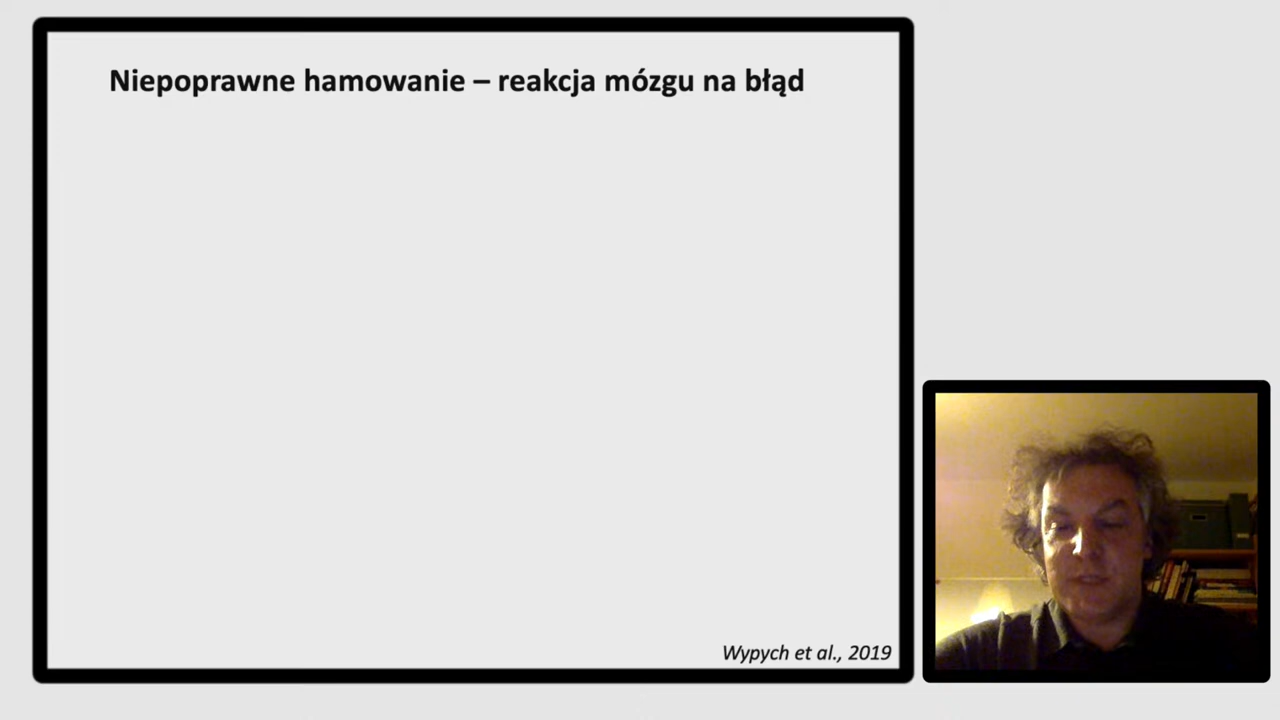 Niepoprawne hamowanie – reakcja mózgu na błąd
Wypych et al., 2019